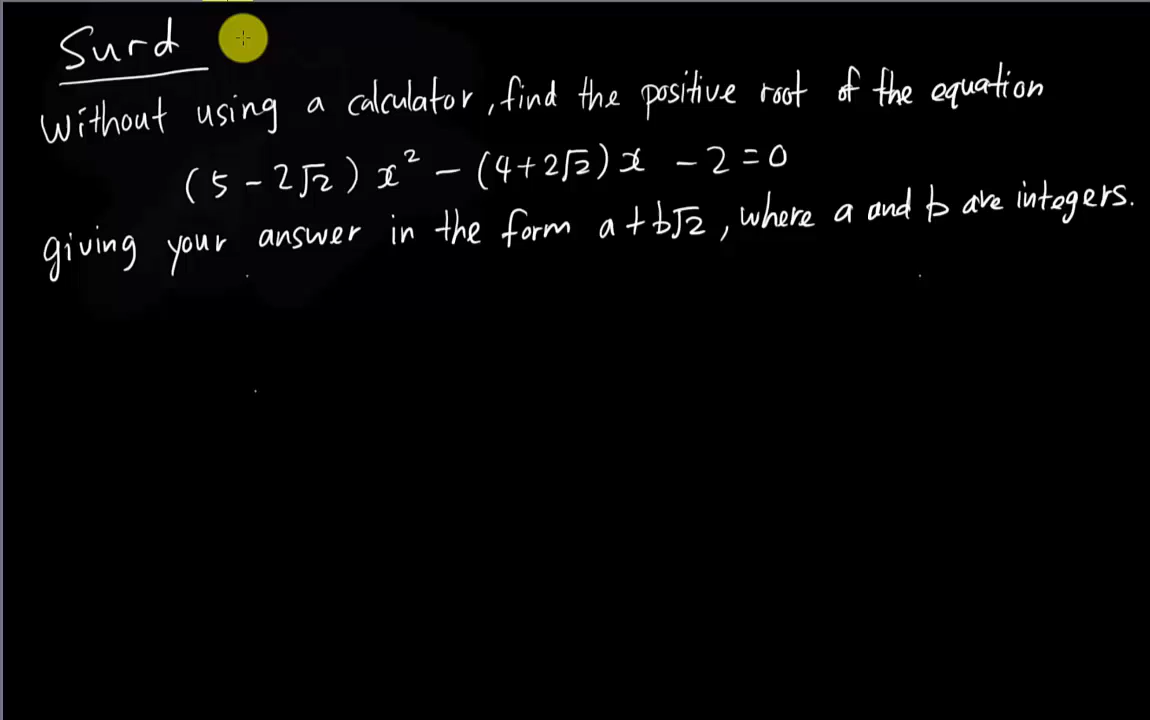 Surd
Without using a calculator, find the positive root of the equation
(5 - 2√2) x² - (4 + 2√2) x - 2 = 0
giving your answer in the form a + b√2, where a and b are integers.